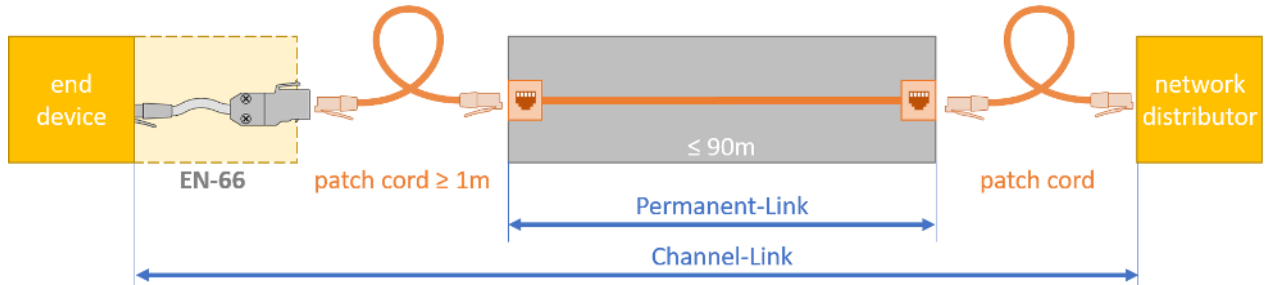 end
device
EN-66
patch cord ≥ 1m
≤ 90m
patch cord
network
distributor
Permanent-Link
Channel-Link